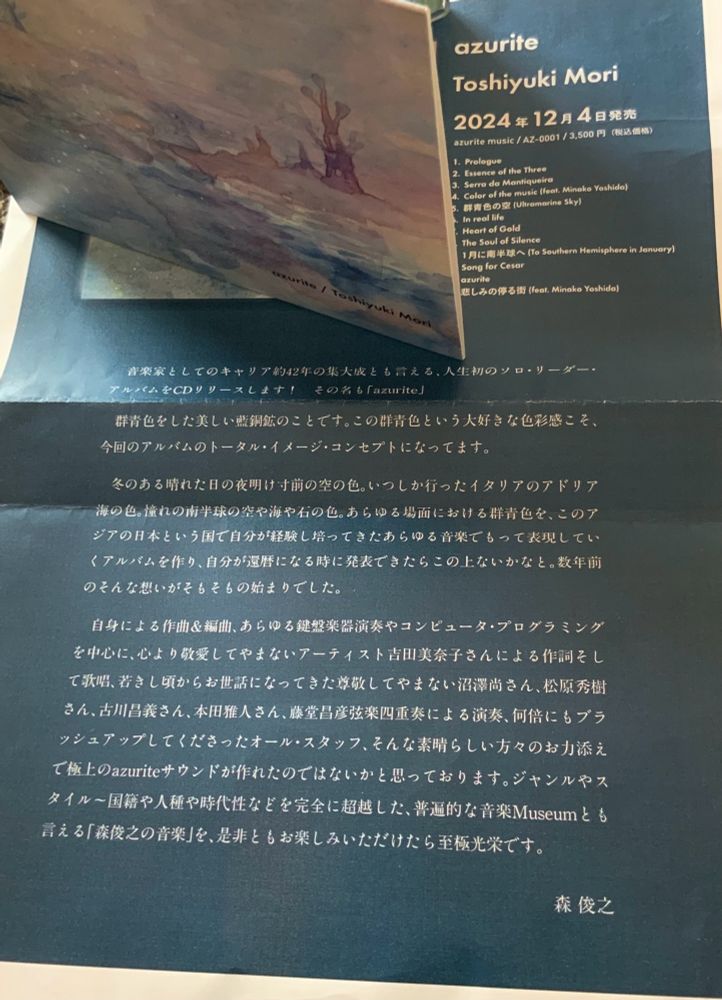 azurite
Toshiyuki Mori
2024年12月4日発売
azurite music / AZ-0001 / 3,500円(税込価格)
1. Prologue
2. Essence of the Three
3. Serra da Mantiqueira
4. Color of the music (feat. Minako Yoshida)
5. 群青色の空 (Ultramarine Sky)
In real life
Heart of Gold
The Soul of Silence
1月に南半球へ (To Southern Hemisphere in January)
Song for Cesar
azurite
悲しみの停る街 (feat. Minako Yoshida)
azurite / Toshiyuki Mori
音楽家としてのキャリア約42年の集大成とも言える、人生初のソロ・リーダー・
アルバムをCDリリースします! その名も「azurite」
群青色をした美しい藍銅鉱のことです。この群青色という大好きな色彩感こそ、
今回のアルバムのトータル・イメージ・コンセプトになってます。
冬のある晴れた日の夜明け寸前の空の色。いつしか行ったイタリアのアドリア
海の色。憧れの南半球の空や海や石の色。あらゆる場面における群青色を、このア
ジアの日本という国で自分が経験し培ってきたあらゆる音楽でもって表現してい
くアルバムを作り、自分が還暦になる時に発表できたらこの上ないかなと。数年前
のそんな想いがそもそもの始まりでした。
自身による作曲&編曲、あらゆる鍵盤楽器演奏やコンピュータ・プログラミング
を中心に、心より敬愛してやまないアーティスト吉田美奈子さんによる作詞そし
て歌唱、若きし頃からお世話になってきた尊敬してやまない沼澤尚さん、松原秀樹
さん、古川昌義さん、本田雅人さん、藤堂昌彦弦楽四重奏による演奏、何倍にもブラ
ッシュアップしてくださったオール・スタッフ、そんな素晴らしい方々のお力添え
で極上のazuriteサウンドが作れたのではないかと思っております。ジャンルやス
タイル〜国籍や人種や時代性などを完全に超越した、普遍的な音楽Museumとも
言える「森俊之の音楽」を、是非ともお楽しみいただけたら至極光栄です。
森 俊之